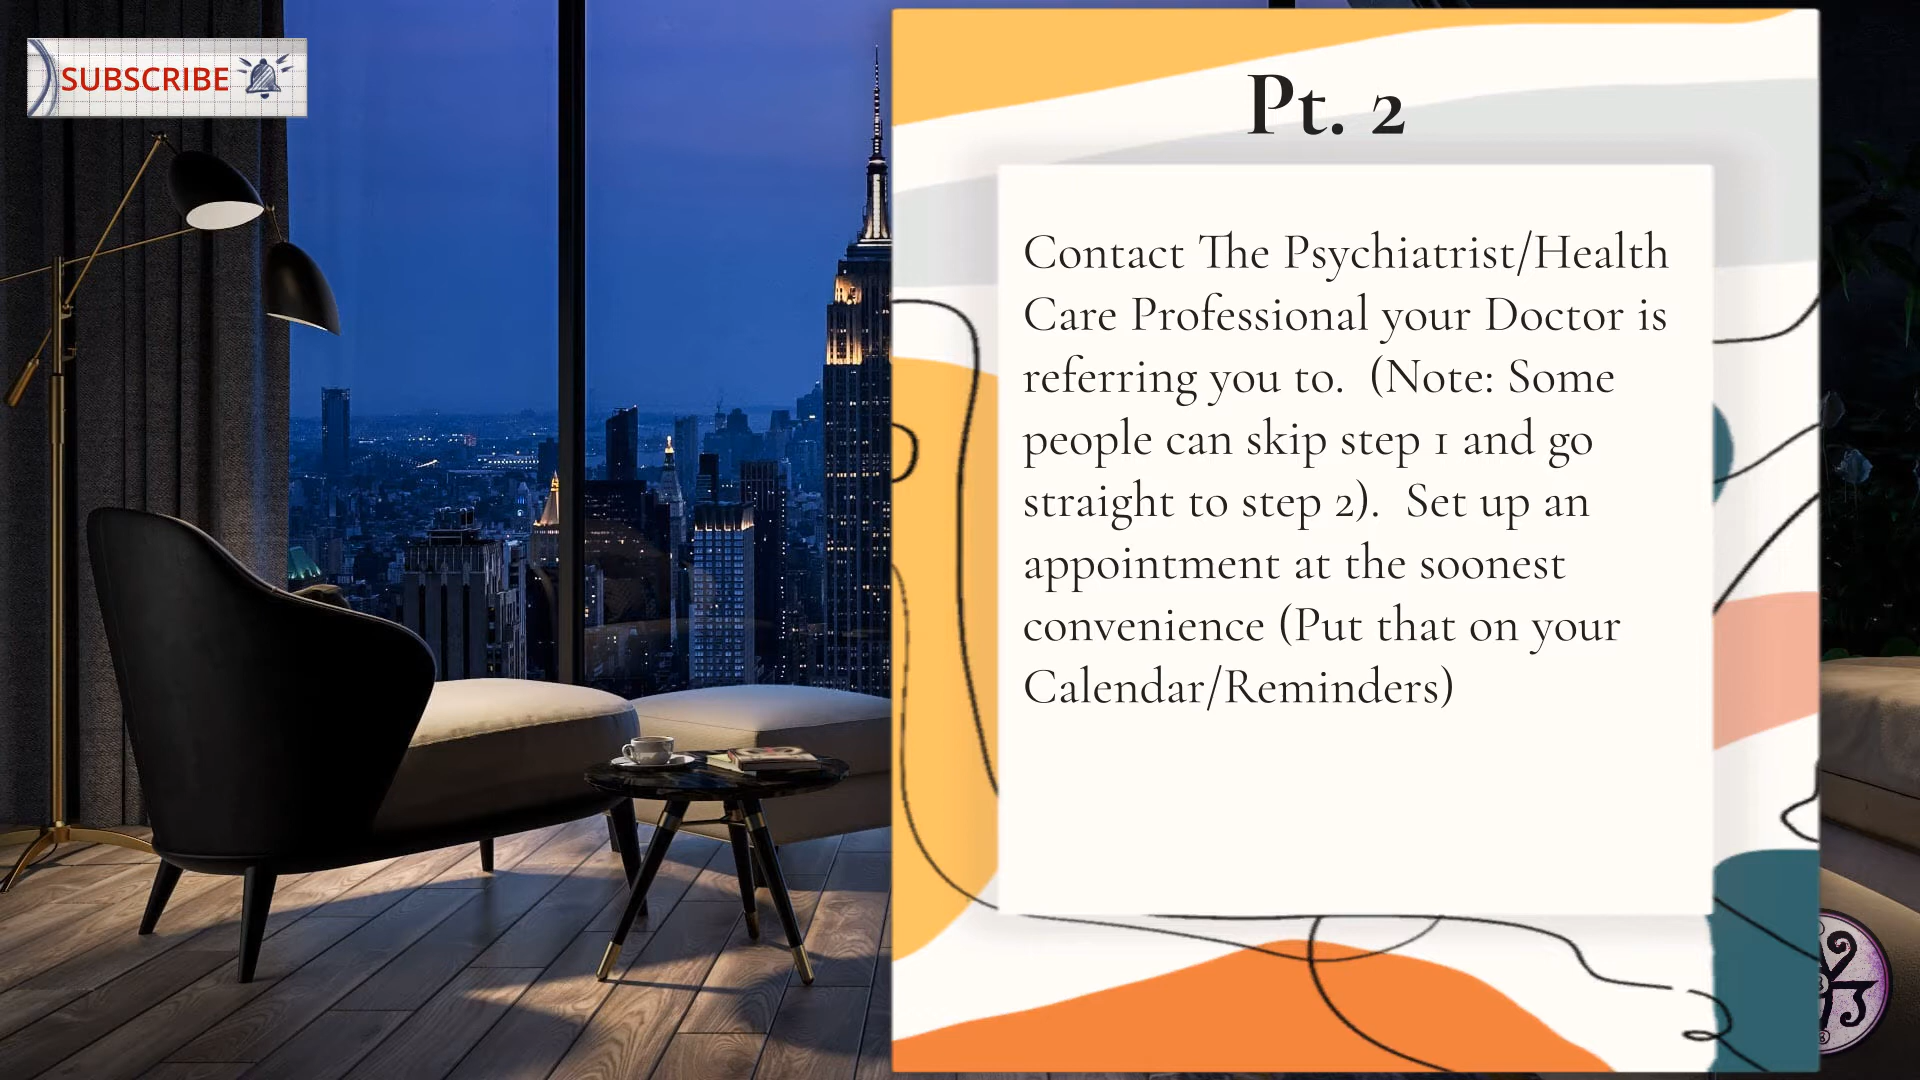 SUBSCRIBE
Pt. 2
Contact The Psychiatrist/Health
Care Professional your Doctor is
referring you to.  (Note: Some
people can skip step 1 and go
straight to step 2).  Set up an
appointment at the soonest
convenience (Put that on your
Calendar/Reminders)